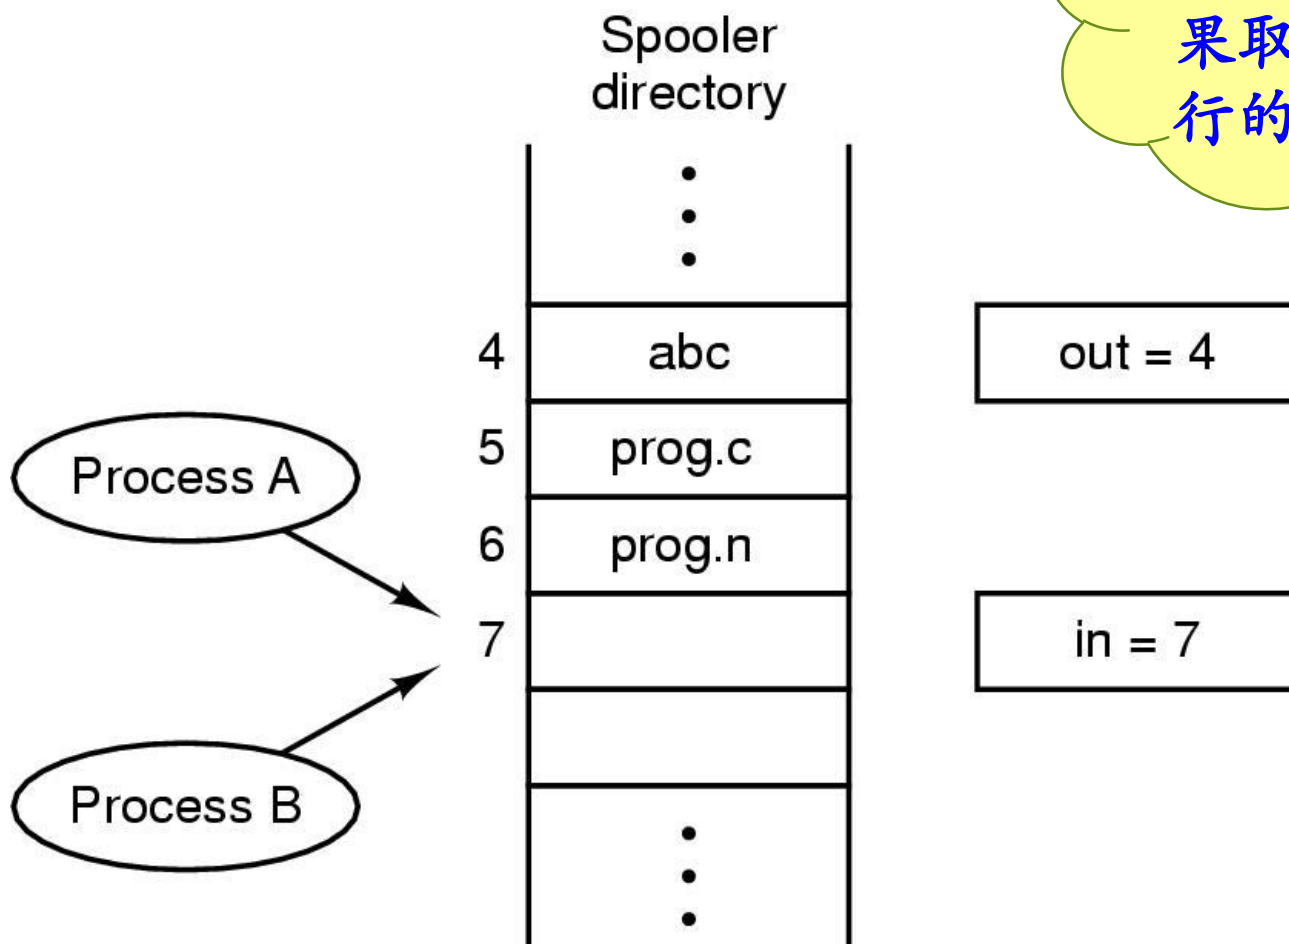 Spooler
directory
果取
行的
4 abc
out = 4
5 prog.c
Process A
6 prog.n
7
in = 7
Process B